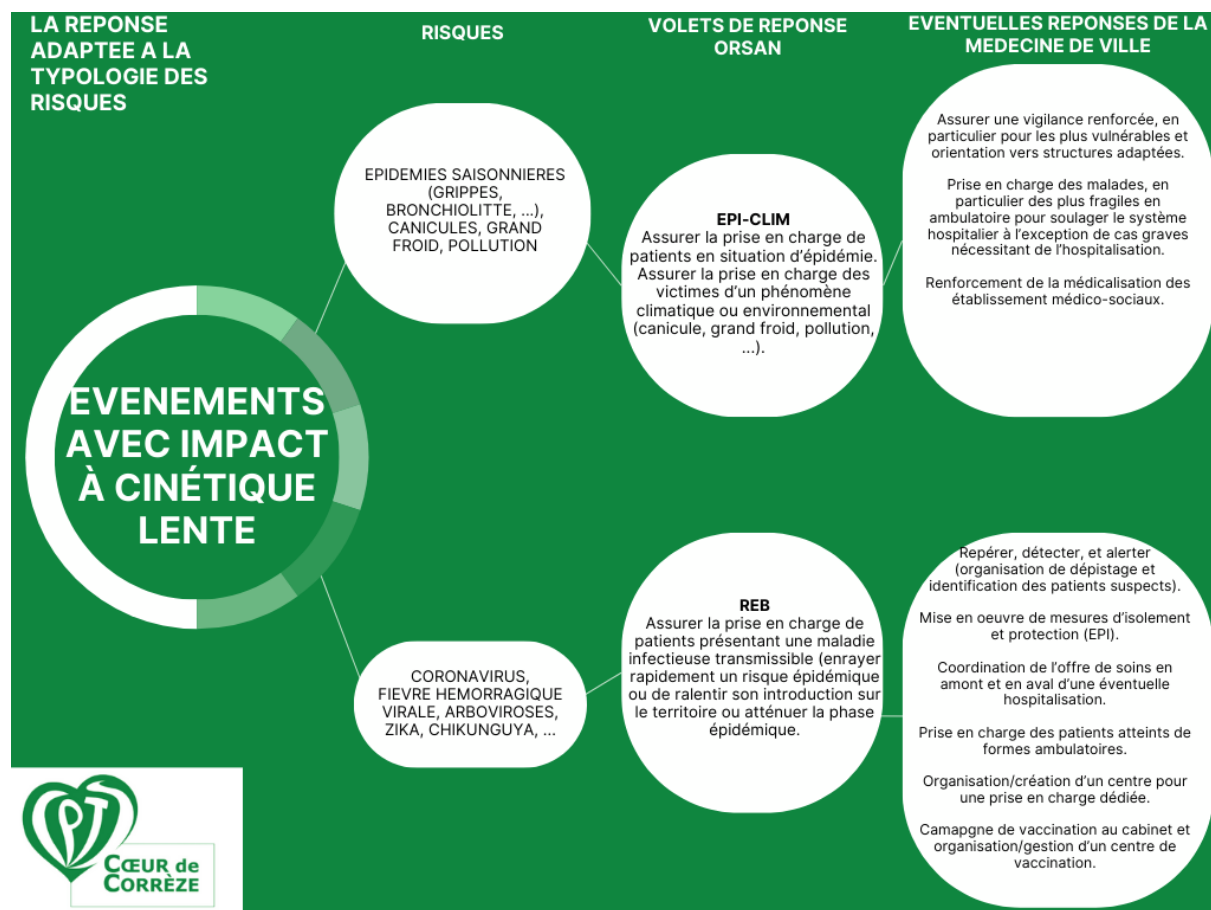 LA REPONSE
ADAPTEE A LA
TYPOLOGIE DES
RISQUES
RISQUES
VOLETS DE REPONSE
ORSAN
EVENTUELLES REPONSES DE LA
MEDECINE DE VILLE
EVENEMENTS
AVEC IMPACT
À CINÉTIQUE
LENTE
EPIDEMIES SAISONNIERES
(GRIPPES,
BRONCHIOLITTE, ...),
CANICULES, GRAND
FROID, POLLUTION
EPI-CLIM
Assurer la prise en charge de
patients en situation d'épidémie.
Assurer la prise en charge des
victimes d'un phénomène
climatique ou environnemental
(canicule, grand froid, pollution,
...).
Assurer une vigilance renforcée, en
particulier pour les plus vulnérables et
orientation vers structures adaptées.
Prise en charge des malades, en
particulier des plus fragiles en
ambulatoire pour soulager le système
hospitalier à l'exception de cas graves
nécessitant de l'hospitalisation.
Renforcement de la médicalisation des
établissement médico-sociaux.
CORONAVIRUS,
FIEVRE HEMORRAGIQUE
VIRALE, ARBOVIROSES,
ZIKA, CHIKUNGUYA, ...
REB
Assurer la prise en charge de
patients présentant une maladie
infectieuse transmissible (enrayer
rapidement un risque épidémique
ou de ralentir son introduction sur
le territoire ou atténuer la phase
épidémique.
Repérer, détecter, et alerter
(organisation de dépistage et
identification des patients suspects).
Mise en oeuvre de mesures d'isolement
et protection (EPI).
Coordination de l'offre de soins en
amont et en aval d'une éventuelle
hospitalisation.
Prise en charge des patients atteints de
formes ambulatoires.
Organisation/création d'un centre pour
une prise en charge dédiée.
Camapgne de vaccination au cabinet et
organisation/gestion d'un centre de
vaccination.
CPTS
CŒUR de
CORRÈZE